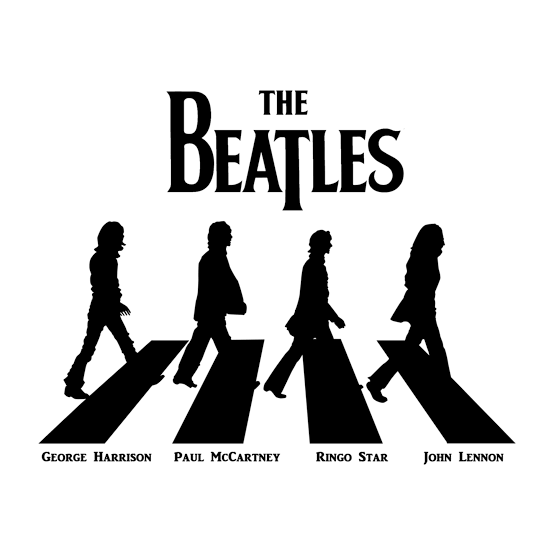 THE
BEATLES
GEORGE HARRISON PAUL MCCARTNEY RINGO STAR JOHN LENNON